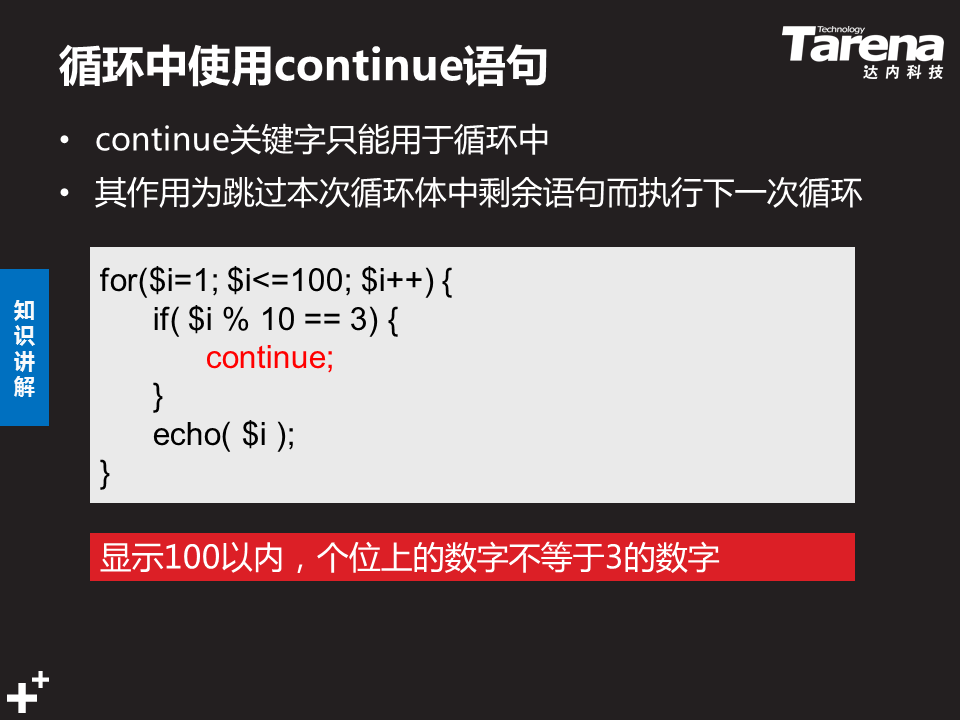 循环中使用continue语句
Technology
Tarena
达内科技
• continue关键字只能用于循环中
• 其作用为跳过本次循环体中剩余语句而执行下一次循环
知识讲解
for($i=1; $i<=100; $i++) {
if( $i % 10 == 3) {
continue;
}
echo( $i );
}
显示100以内，个位上的数字不等于3的数字